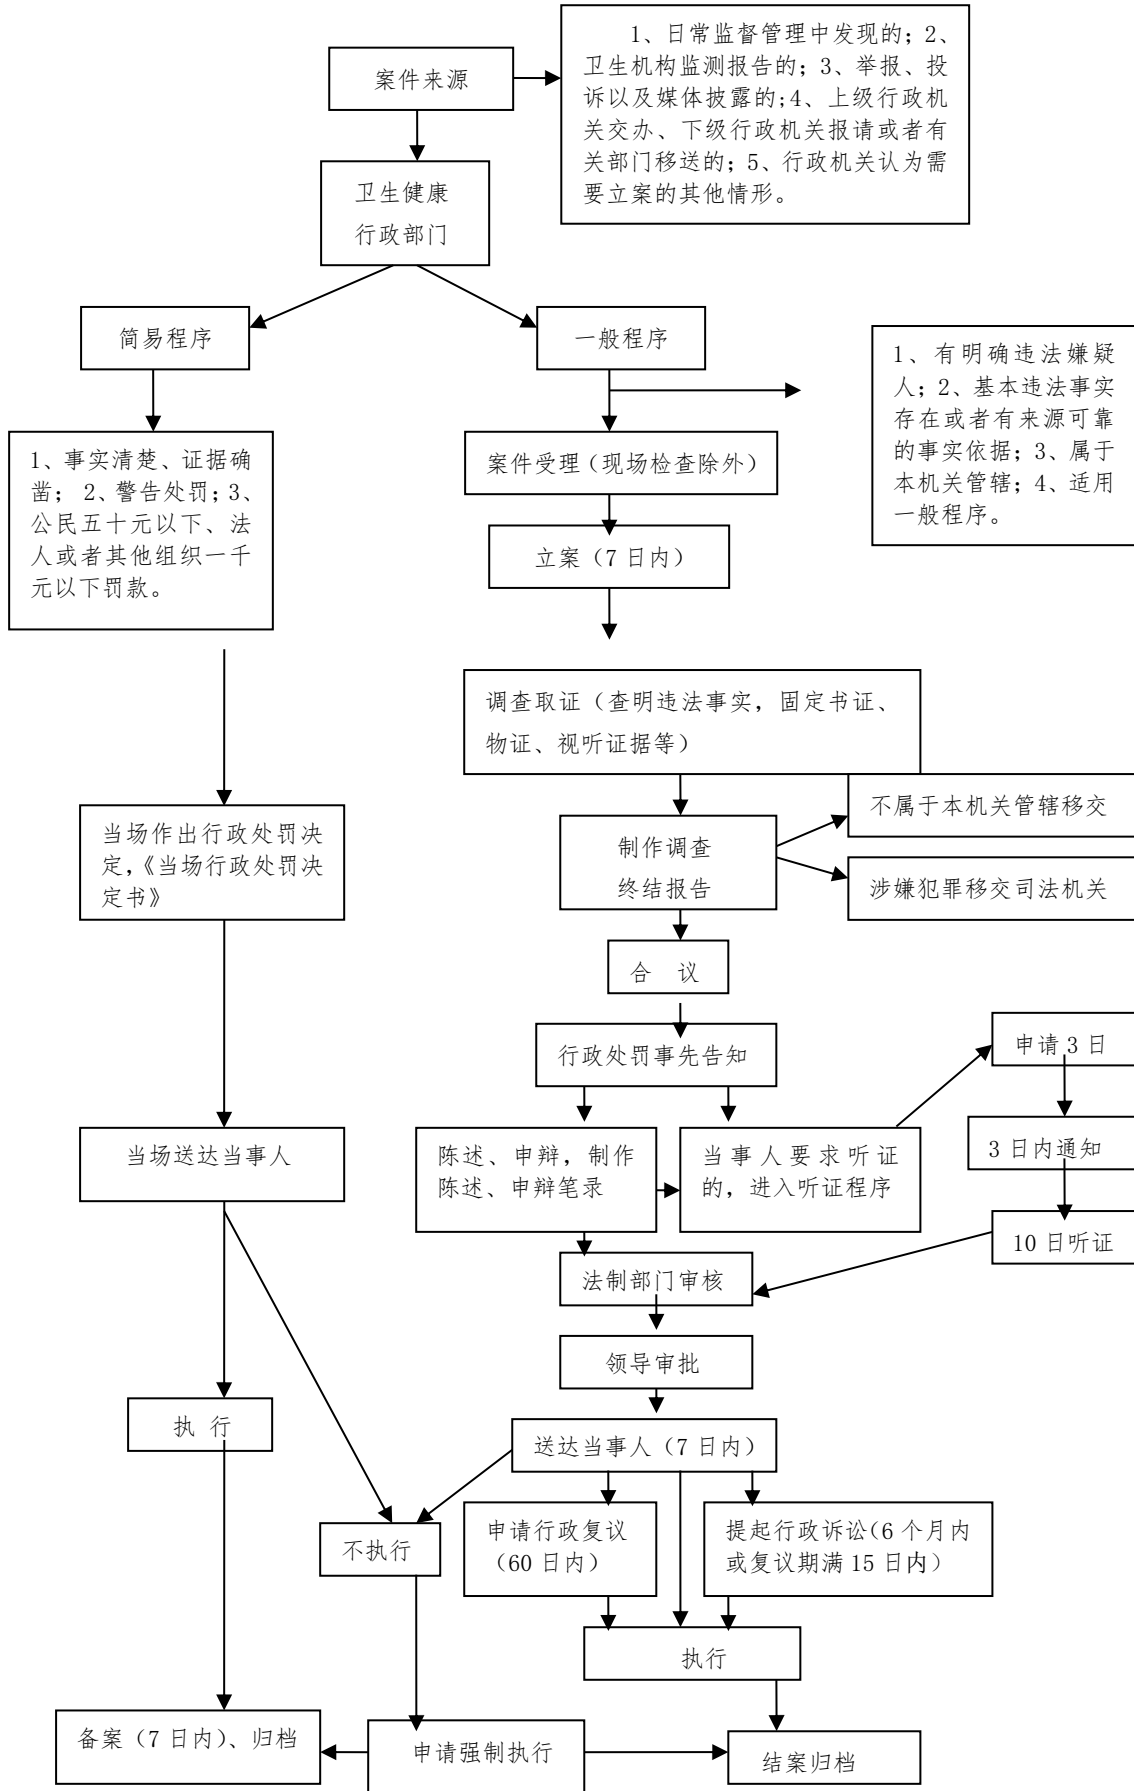 案件来源
1、日常监督管理中发现的；2、
卫生机构监测报告的；3、举报、投
诉以及媒体披露的;4、上级行政机
关交办、下级行政机关报请或者有
关部门移送的；5、行政机关认为需
要立案的其他情形。
卫生健康
行政部门
简易程序
一般程序
1、有明确违法嫌疑
人；2、基本违法事实
存在或者有来源可靠
的事实依据；3、属于
本机关管辖；4、适用
一般程序。
1、事实清楚、证据确
凿； 2、警告处罚；3、
公民五十元以下、法
人或者其他组织一千
元以下罚款。
案件受理（现场检查除外）
立案（7 日内）
调查取证（查明违法事实，固定书证、
物证、视听证据等）
不属于本机关管辖移交
当场作出行政处罚决
定，《当场行政处罚决
定书》
制作调查
终结报告
涉嫌犯罪移交司法机关
合 议
行政处罚事先告知
申请 3 日
当场送达当事人
陈述、申辩，制作
陈述、申辩笔录
当事人要求听证
的，进入听证程序
3 日内通知
10 日听证
法制部门审核
领导审批
执 行
送达当事人（7 日内）
不执行
申请行政复议
（60 日内）
提起行政诉讼（6 个月内
或复议期满 15 日内）
执行
备案（7 日内）、归档
申请强制执行
结案归档